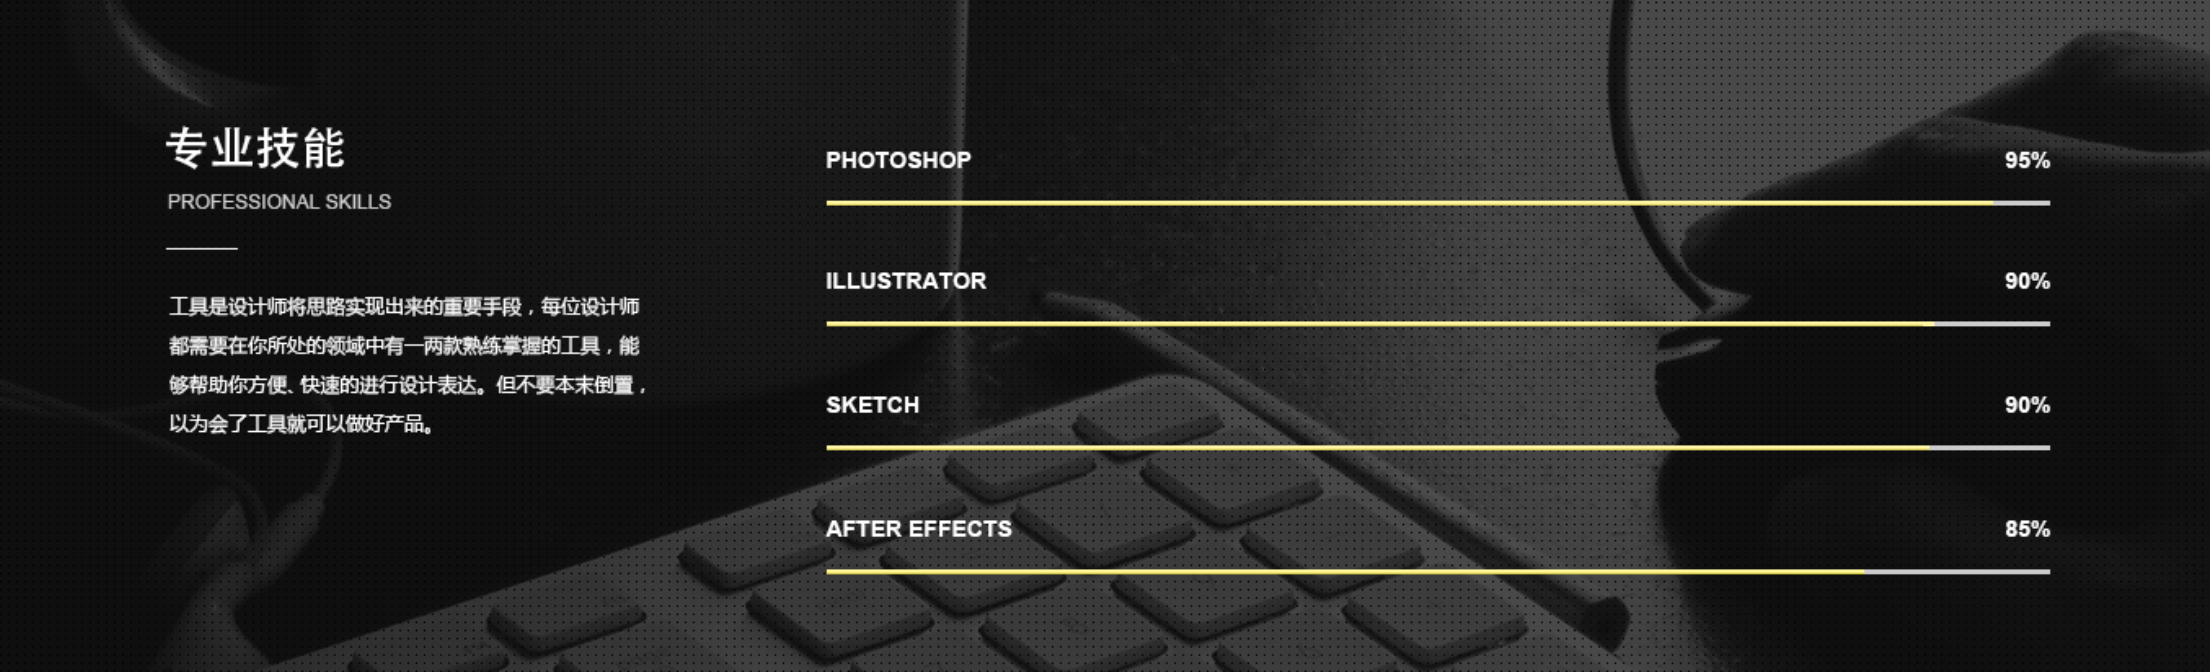 专业技能
PROFESSIONAL SKILLS
工具是设计师将思路实现出来的重要手段，每位设计师
都需要在你所处的领域中有一两款熟练掌握的工具，能
够帮助你方便、快速的进行设计表达。但不要本末倒置，
以为会了工具就可以做好产品。
PHOTOSHOP 95%
ILLUSTRATOR 90%
SKETCH 90%
AFTER EFFECTS 85%